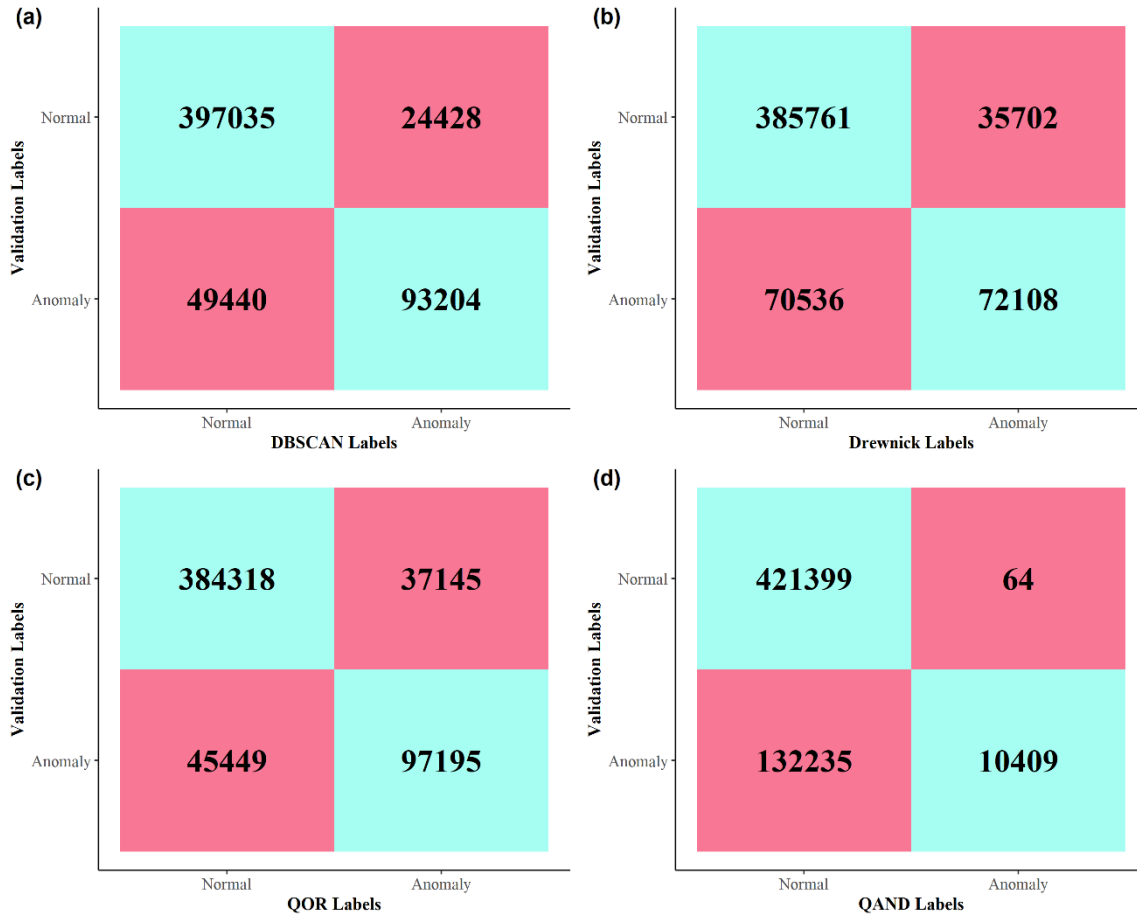 (a)
Validation Labels
Normal
397035
24428
Anomaly
49440
93204
Normal
Anomaly
DBSCAN Labels
(b)
Validation Labels
Normal
385761
35702
Anomaly
70536
72108
Normal
Anomaly
Drewnick Labels
(c)
Validation Labels
Normal
384318
37145
Anomaly
45449
97195
Normal
Anomaly
QOR Labels
(d)
Validation Labels
Normal
421399
64
Anomaly
132235
10409
Normal
Anomaly
QAND Labels